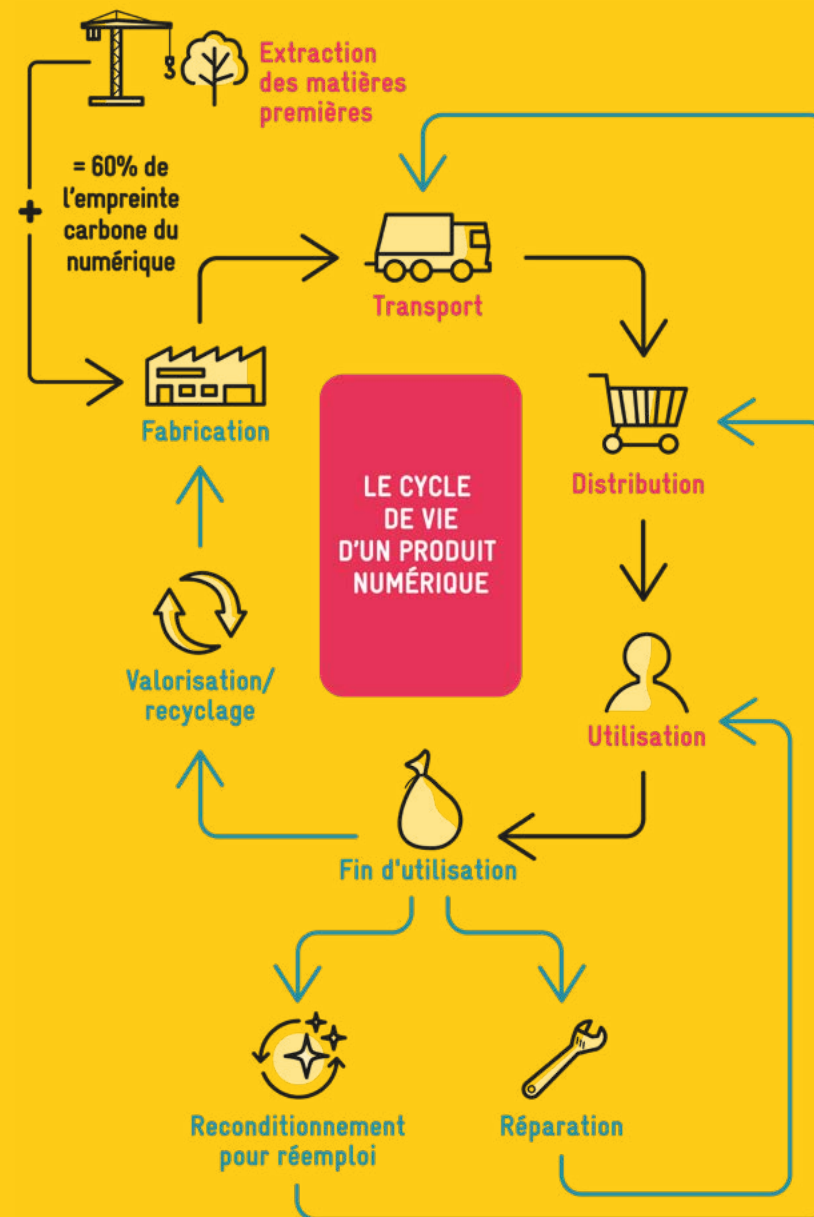 Extraction
des matières
premières
= 60% de
l'empreinte
carbone du
numérique
+
Transport
Fabrication
LE CYCLE
DE VIE
D'UN PRODUIT
NUMÉRIQUE
Distribution
Valorisation/
recyclage
Utilisation
Fin d'utilisation
Reconditionnement
pour réemploi
Réparation